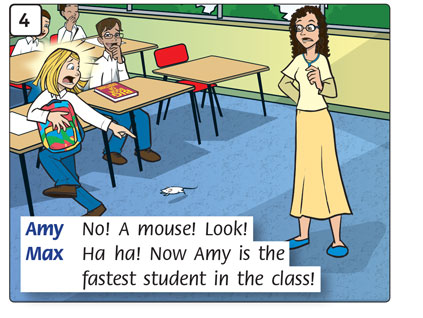 4
Amy No! A mouse! Look!
Max Ha ha! Now Amy is the
fastest student in the class!